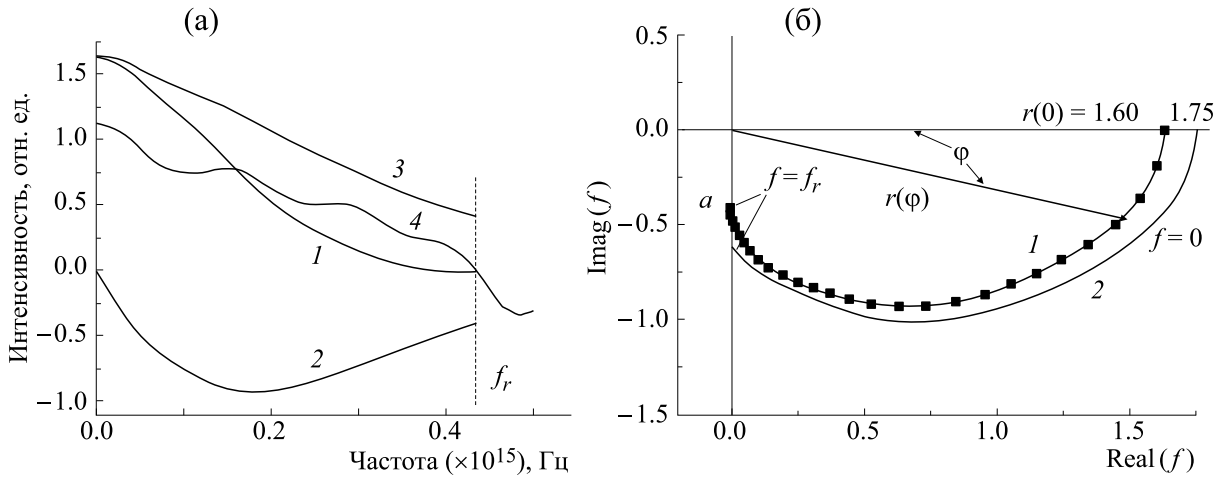 (а)
Интенсивность, отн. ед.
1.5
1.0
0.5
0.0
−0.5
−1.0
3
4
1
2
f_r
0.0
0.2
0.4
Частота (×10^15), Гц
(б)
Imag (f)
0.5
0.0
−0.5
−1.0
−1.5
r(0) = 1.60
1.75
φ
r(φ)
f = f_r
a
f = 0
1
2
0.0
0.5
1.0
1.5
Real (f)